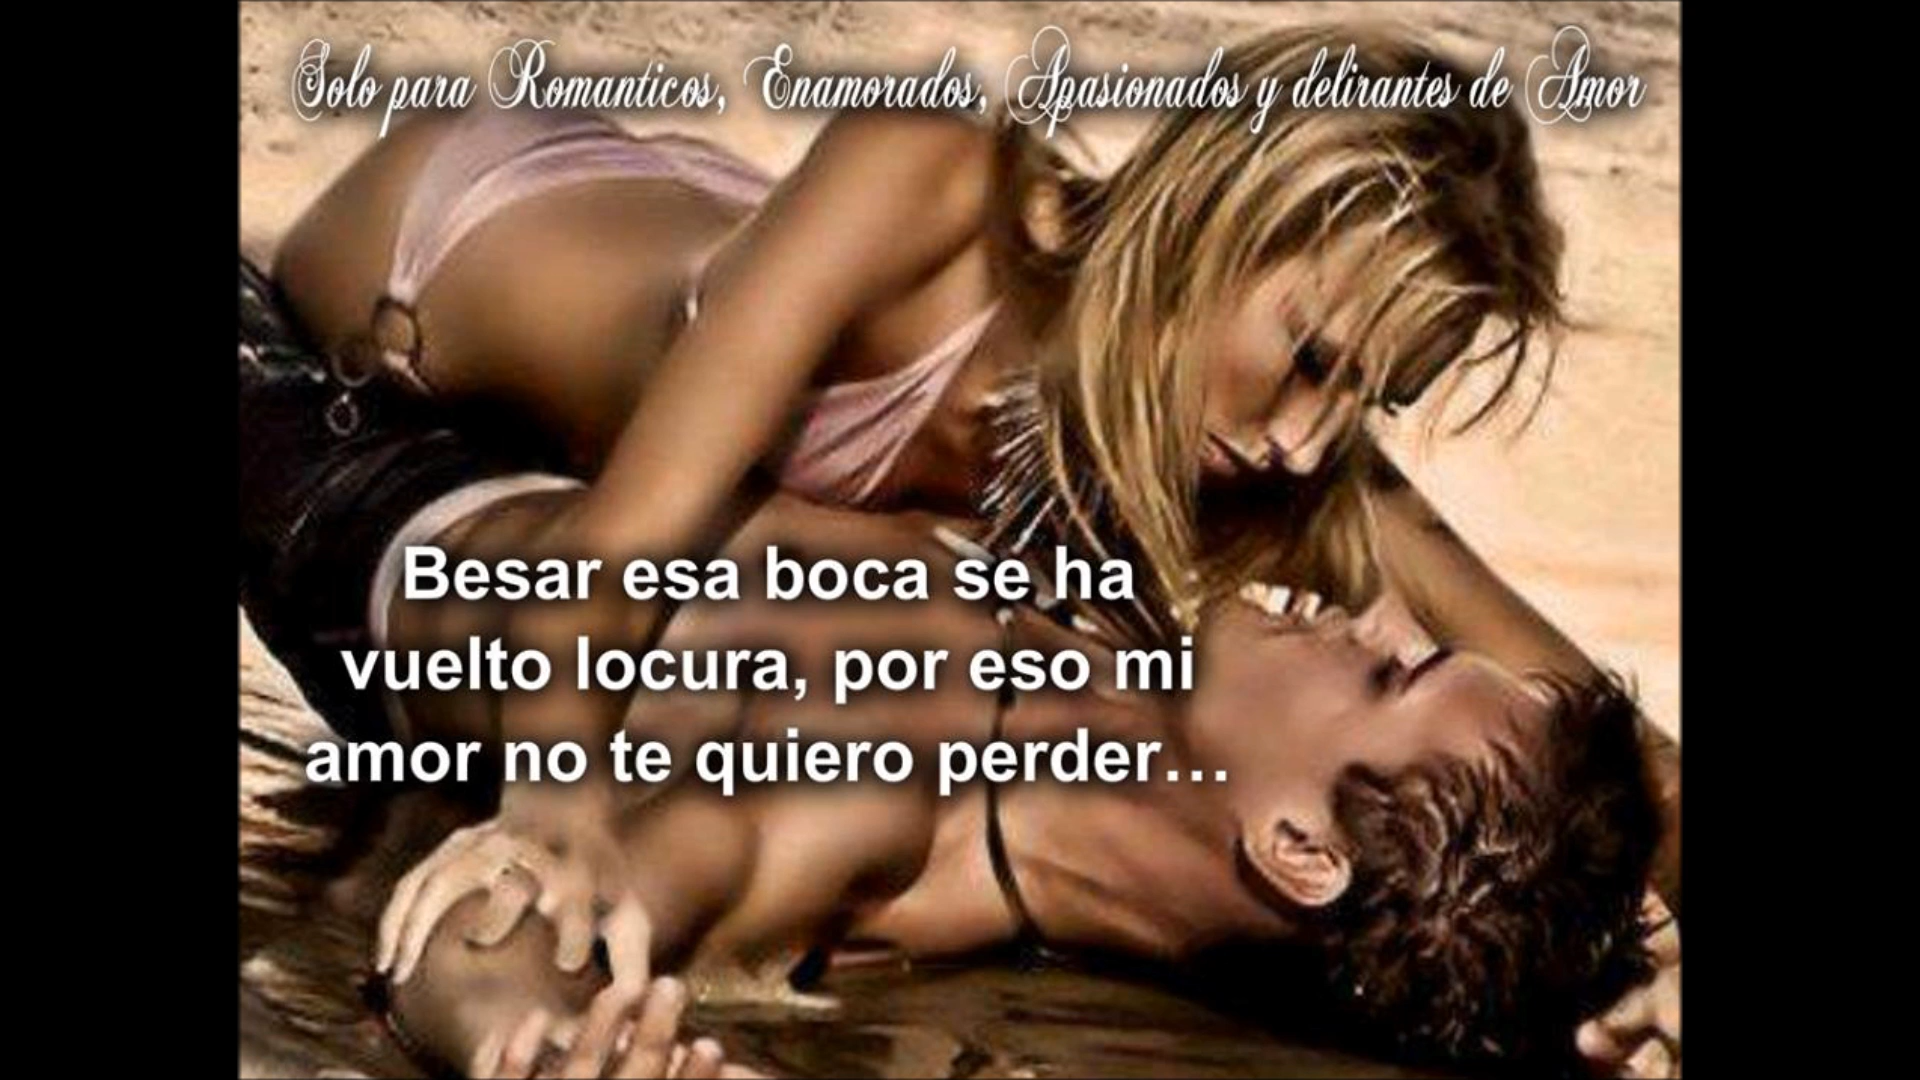 Solo para Romanticos, Enamorados, Apasionados y delirantes de Amor
Besar esa boca se ha
vuelto locura, por eso mi
amor no te quiero perder…